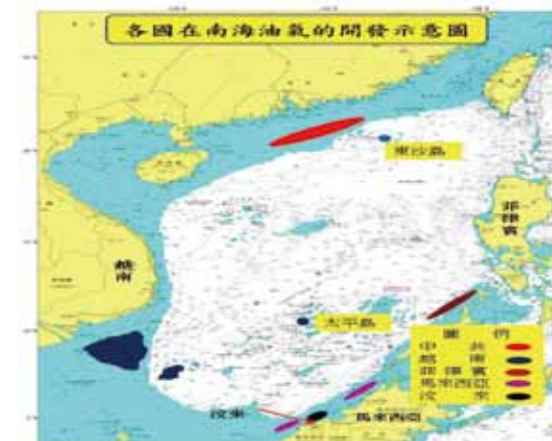 各國在南海油氣的開發示意圖
東沙島
菲律賓
越南
太平島
圖例
中共
越南
菲律賓
馬來西亞
汶來
汶來
馬來西亞